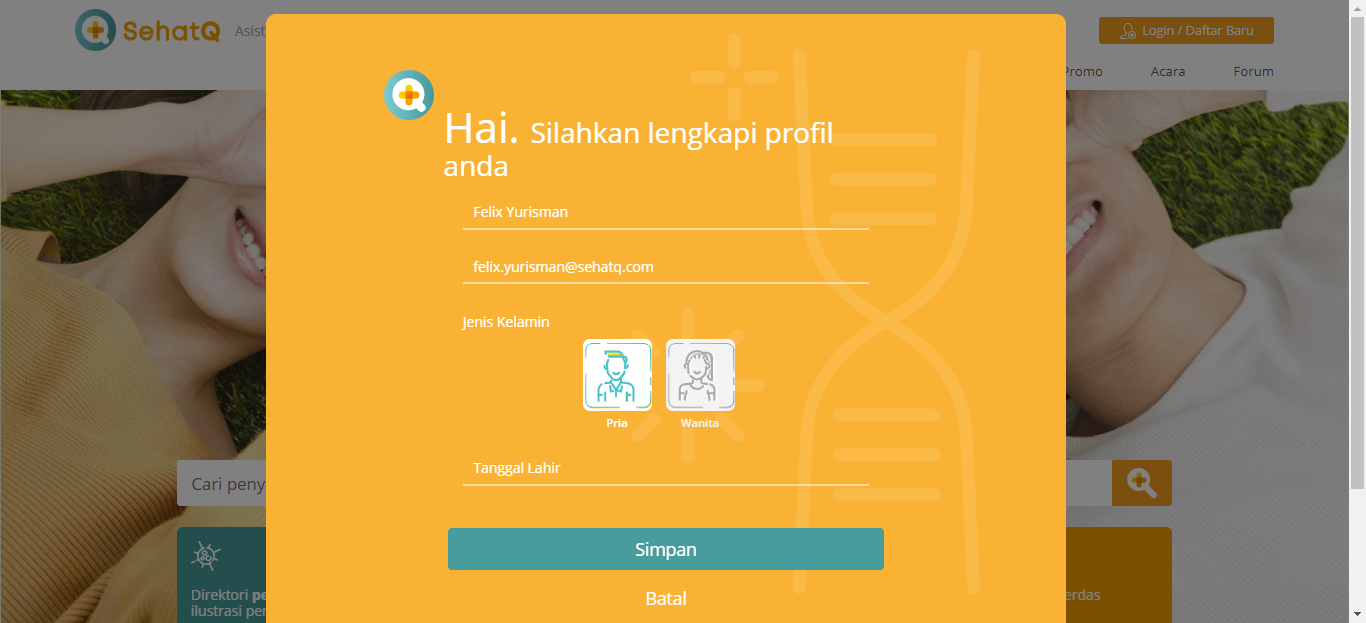 SehatQ
Asist
Login / Daftar Baru
Promo
Acara
Forum
Hai. Silahkan lengkapi profil
anda
Felix Yurisman
felix.yurisman@sehatq.com
Jenis Kelamin
Pria
Wanita
Tanggal Lahir
Cari peny
Simpan
Batal
Direktori pe
ilustrasi per
erdas